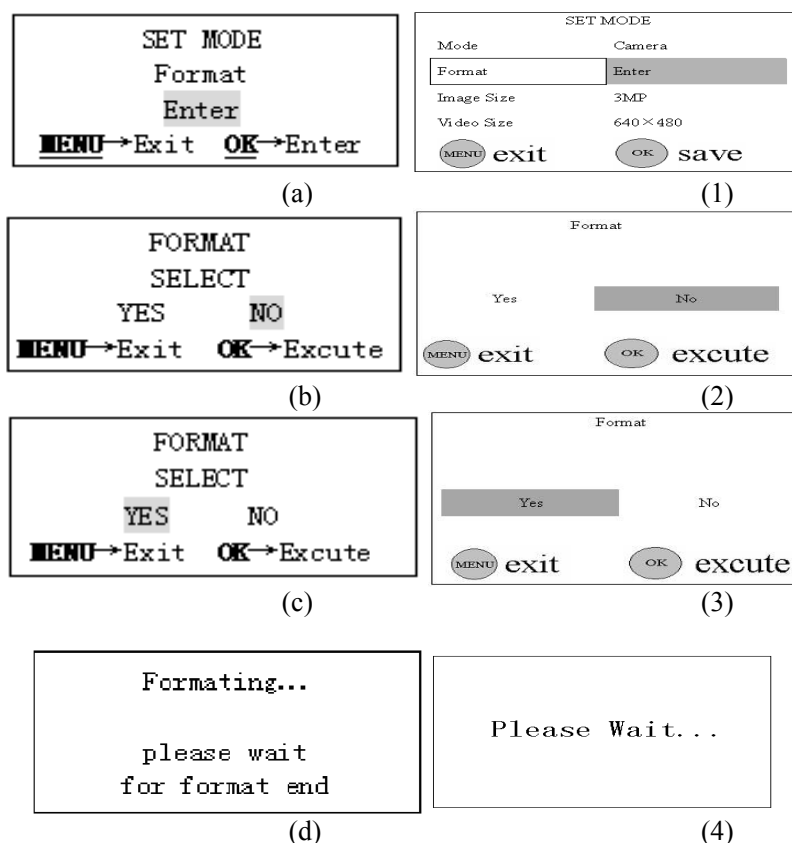 SET MODE
Format
Enter
MENU→Exit OK→Enter
(a)
SET MODE
Mode Camera
Format Enter
Image Size 3MP
Video Size 640×480
MENU exit OK save
(1)
FORMAT
SELECT
YES NO
MENU→Exit OK→Excute
(b)
Format
Yes No
MENU exit OK excute
(2)
FORMAT
SELECT
YES NO
MENU→Exit OK→Excute
(c)
Format
Yes No
MENU exit OK excute
(3)
Formating...
please wait
for format end
(d)
Please Wait...
(4)